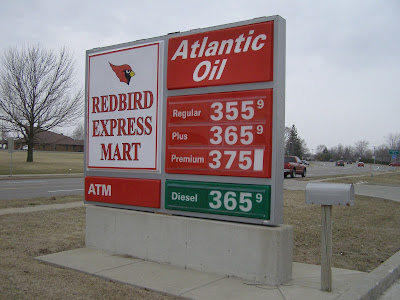 Atlantic
Oil
REDBIRD
EXPRESS
MART
Regular 355 9
Plus 365 9
Premium 375
ATM
Diesel 365 9